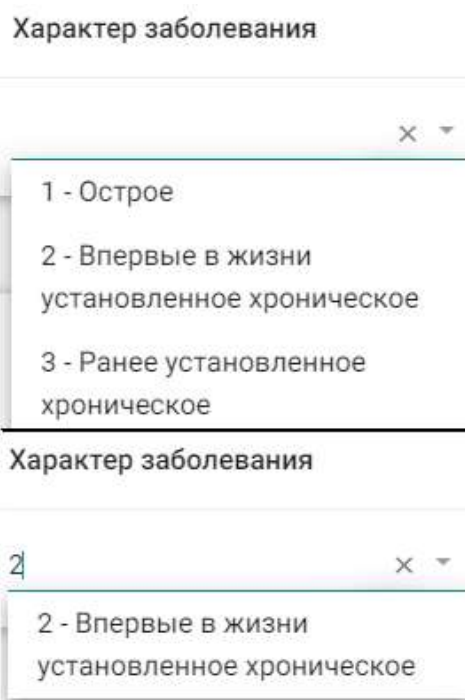 Характер заболевания
1 - Острое
2 - Впервые в жизни
установленное хроническое
3 - Ранее установленное
хроническое
Характер заболевания
2
2 - Впервые в жизни
установленное хроническое